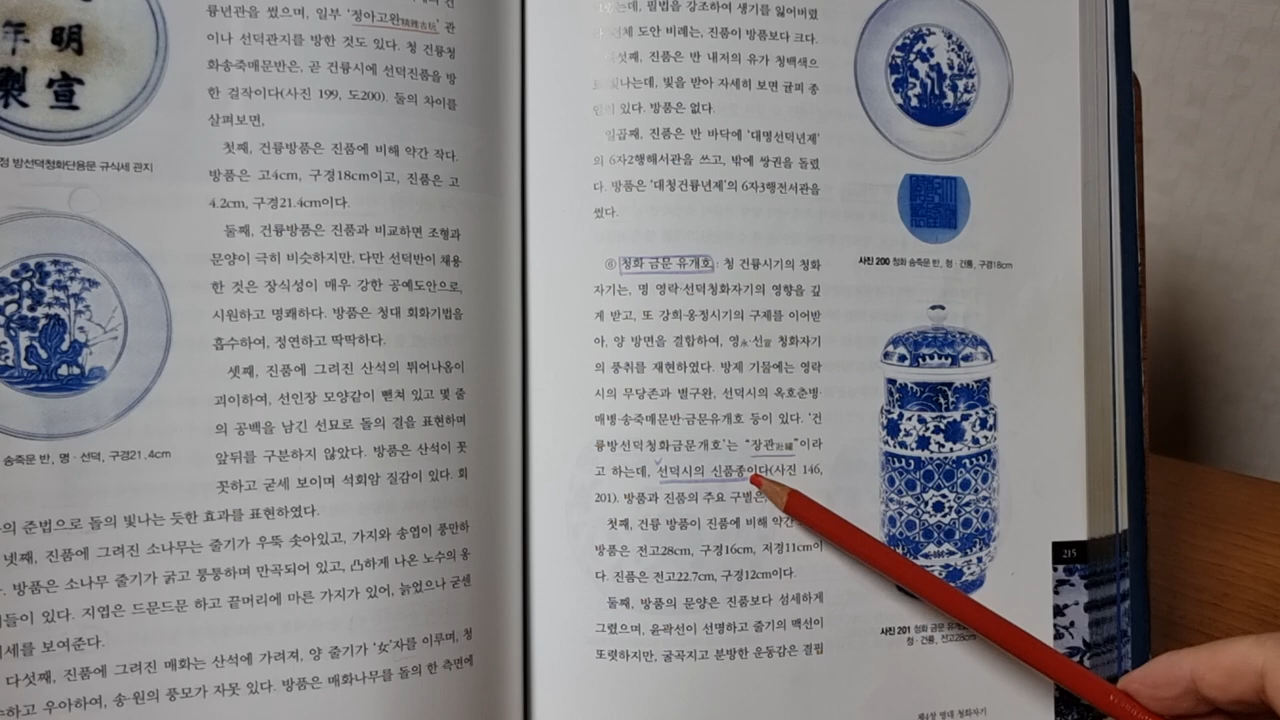 明
年 宣
製
륭년관을 썼으며, 일부 '정아고완精雅古玩' 관
이나 선덕관지를 방한 것도 있다. 청 건륭청
화송죽매문반은, 곧 건륭시에 선덕진품을 방
한 걸작이다(사진 199, 도200). 둘의 차이를
살펴보면,
첫째, 건륭방품은 진품에 비해 약간 작다.
방품은 고4cm, 구경18cm이고, 진품은 고
4.2cm, 구경21.4cm이다.
둘째, 건륭방품은 진품과 비교하면 조형과
문양이 극히 비슷하지만, 다만 선덕반이 채용
한 것은 장식성이 매우 강한 공예도안으로,
시원하고 명쾌하다. 방품은 청대 회화기법을
흡수하여, 정연하고 딱딱하다.
셋째, 진품에 그려진 산석의 뛰어나옴이
괴이하여, 선인장 모양같이 뻗쳐 있고 몇 줄
의 공백을 남긴 선묘로 돌의 결을 표현하며
앞뒤를 구분하지 않았다. 방품은 산석이 꼿
꼿하고 굳세 보이며 석회암 질감이 있다. 회
의 준법으로 돌의 빛나는 듯한 효과를 표현하였다.
넷째, 진품에 그려진 소나무는 줄기가 우뚝 솟아있고, 가지와 송엽이 풍만하
방품은 소나무 줄기가 굵고 통통하며 만곡되어 있고, 凸하게 나온 노수의 옹
들이 있다. 지엽은 드문드문 하고 끝머리에 마른 가지가 있어, 늙었으나 굳센
세를 보여준다.
다섯째, 진품에 그려진 매화는 산석에 가려져, 양 줄기가 '女'자를 이루며, 청
하고 우아하여, 송·원의 풍모가 자못 있다. 방품은 매화나무를 돌의 한 측면에
정 방선덕청화단용문 규식세 관지
송죽문 반, 명·선덕, 구경21.4cm
데, 필법을 강조하여 생기를 잃어버렸
전체 도안 비례는, 진품이 방품보다 크다.
여섯째, 진품은 반 내저의 유가 청백색으
빛나는데, 빛을 받아 자세히 보면 귤피 종
있다. 방품은 없다.
일곱째, 진품은 반 바닥에 '대명선덕년제'
의 6자2행해서관을 쓰고, 밖에 쌍권을 둘렀
다. 방품은 '대청건륭년제'의 6자3행전서관을
썼다.
⑥ 청화 금문 유개호: 청 건륭시기의 청화
자기는, 명 영락·선덕청화자기의 영향을 깊
게 받고, 또 강희·옹정시기의 구제를 이어받
아, 양 방면을 결합하여, 영永·선宣 청화자기
의 풍취를 재현하였다. 방제 기물에는 영락
시의 무당존과 별구완, 선덕시의 옥호춘병·
매병·송죽매문반·금문유개호 등이 있다. '건
륭방선덕청화금문개호'는 "장관壯罐"이라
고 하는데, 선덕시의 신품종이다(사진 146,
201). 방품과 진품의 주요 구별은,
첫째, 건륭 방품이 진품에 비해 약간
방품은 전고28cm, 구경16cm, 저경11cm이
다. 진품은 전고22.7cm, 구경12cm이다.
둘째, 방품의 문양은 진품보다 섬세하게
그렸으며, 윤곽선이 선명하고 줄기의 맥선이
또렷하지만, 굴곡지고 분방한 운동감은 결핍
사진 200 청화 송죽문 반, 청·건륭, 구경18cm
사진 201 청화 금문 유개
청·건륭, 전고28cm
215
제4장 명대 청화자기